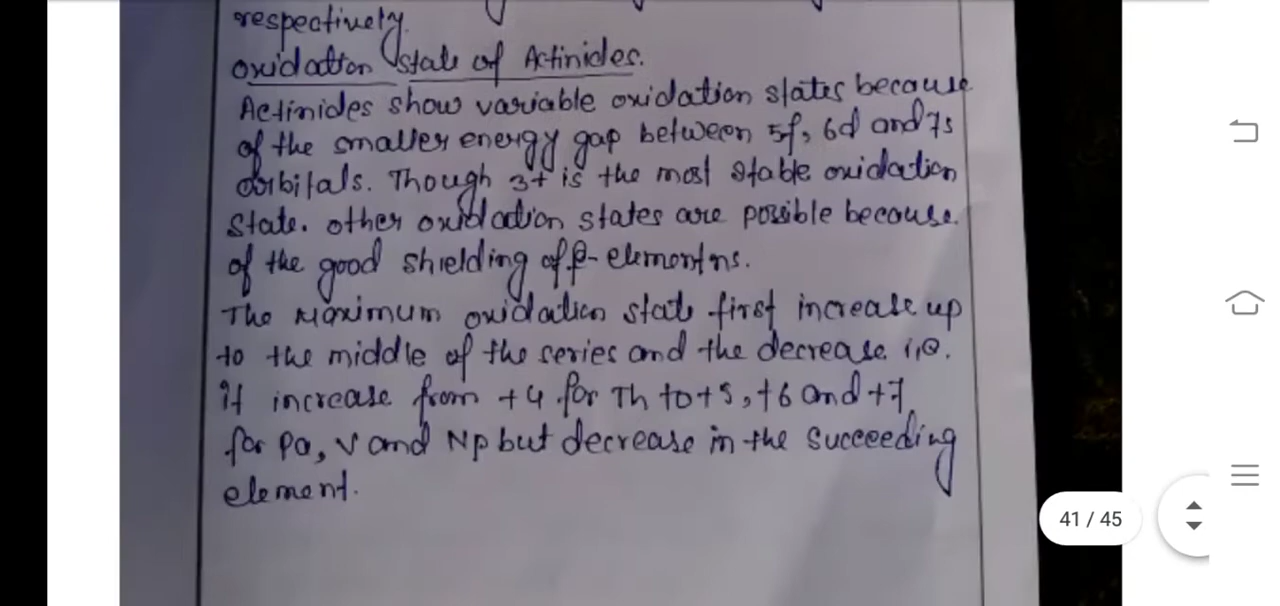 respectively.
oxidation state of Actinides.
Actinides show variable oxidation states because
of the smaller energy gap between 5f, 6d and 7s
orbitals. Though 3+ is the most stable oxidation
state. other oxidation states are possible because
of the good shielding of f- elements.
The Maximum oxidation state first increase up
to the middle of the series and the decrease i,e.
it increase from +4 for Th to +5, +6 and +7
for Pa, V and Np but decrease in the succeeding
element.
41 / 45